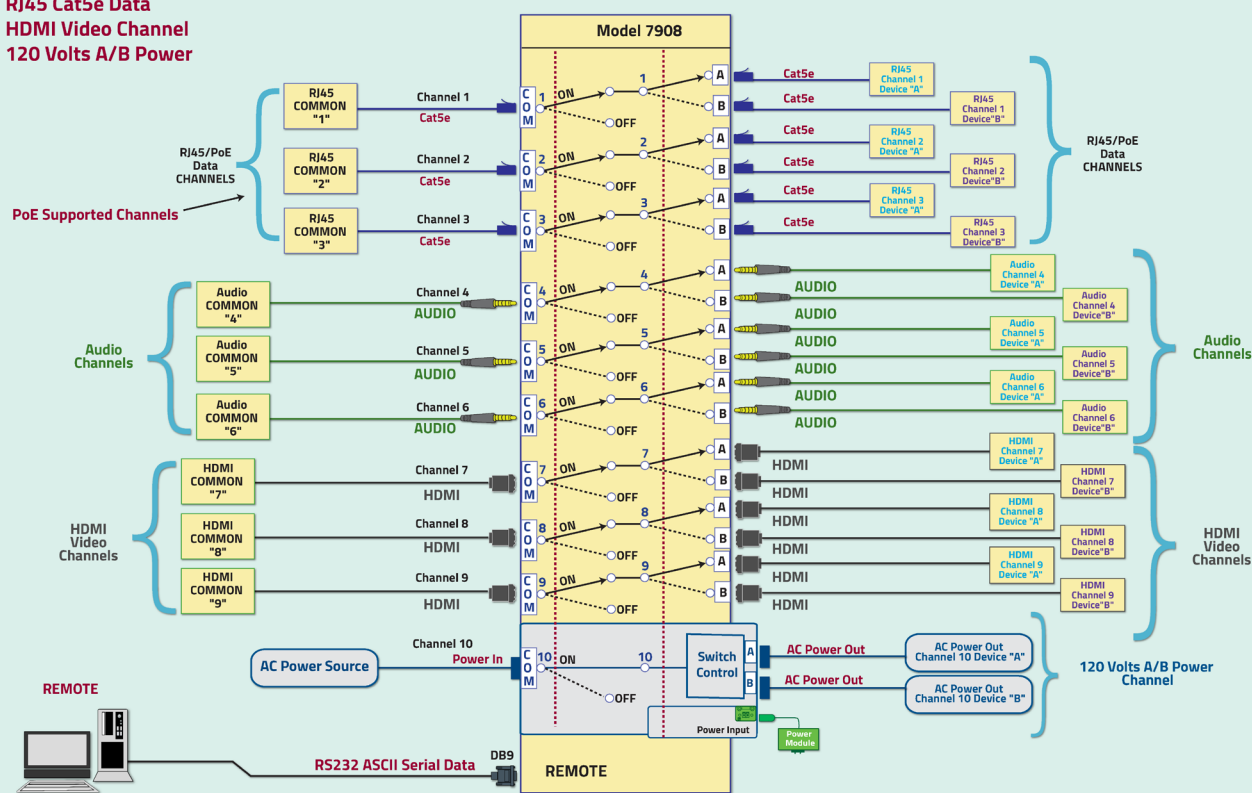 RJ45 Cat5e Data
HDMI Video Channel
120 Volts A/B Power
Model 7908
RJ45/PoE
Data
CHANNELS
PoE Supported Channels
RJ45
COMMON
"1"
Channel 1
Cat5e
COM
1
ON
OFF
1
A
B
Cat5e
Cat5e
RJ45
Channel 1
Device "A"
RJ45
Channel 1
Device"B"
RJ45
COMMON
"2"
Channel 2
Cat5e
COM
2
ON
OFF
2
A
B
Cat5e
Cat5e
RJ45
Channel 2
Device "A"
RJ45
Channel 2
Device"B"
RJ45
COMMON
"3"
Channel 3
Cat5e
COM
3
ON
OFF
3
A
B
Cat5e
Cat5e
RJ45
Channel 3
Device "A"
RJ45
Channel 3
Device"B"
RJ45/PoE
Data
CHANNELS
Audio
Channels
Audio
COMMON
"4"
Channel 4
AUDIO
COM
4
ON
OFF
4
A
B
AUDIO
AUDIO
Audio
Channel 4
Device "A"
Audio
Channel 4
Device"B"
Audio
COMMON
"5"
Channel 5
AUDIO
COM
5
ON
OFF
5
A
B
AUDIO
AUDIO
Audio
Channel 5
Device "A"
Audio
Channel 5
Device"B"
Audio
COMMON
"6"
Channel 6
AUDIO
COM
6
ON
OFF
6
A
B
AUDIO
AUDIO
Audio
Channel 6
Device "A"
Audio
Channel 6
Device"B"
Audio
Channels
HDMI
Video
Channels
HDMI
COMMON
"7"
Channel 7
HDMI
COM
7
ON
OFF
7
A
B
HDMI
HDMI
HDMI
Channel 7
Device "A"
HDMI
Channel 7
Device"B"
HDMI
COMMON
"8"
Channel 8
HDMI
COM
8
ON
OFF
8
A
B
HDMI
HDMI
HDMI
Channel 8
Device "A"
HDMI
Channel 8
Device"B"
HDMI
COMMON
"9"
Channel 9
HDMI
COM
9
ON
OFF
9
A
B
HDMI
HDMI
HDMI
Channel 9
Device "A"
HDMI
Channel 9
Device"B"
HDMI
Video
Channels
AC Power Source
Channel 10
Power In
COM
10
ON
OFF
10
Switch
Control
A
B
AC Power Out
AC Power Out
AC Power Out
Channel 10 Device "A"
AC Power Out
Channel 10 Device "B"
120 Volts A/B Power
Channel
Power Input
Power
Module
REMOTE
RS232 ASCII Serial Data
DB9
REMOTE